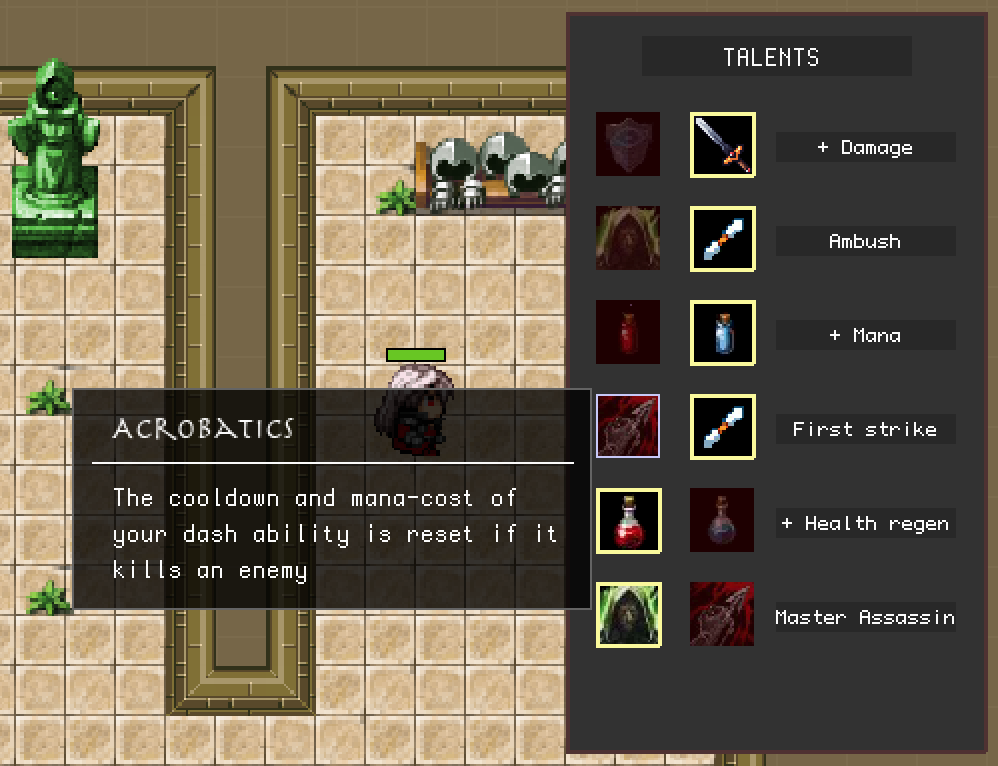 TALENTS
+ Damage
Ambush
+ Mana
First strike
+ Health regen
Master Assassin
ACROBATICS
The cooldown and mana-cost of
your dash ability is reset if it
kills an enemy